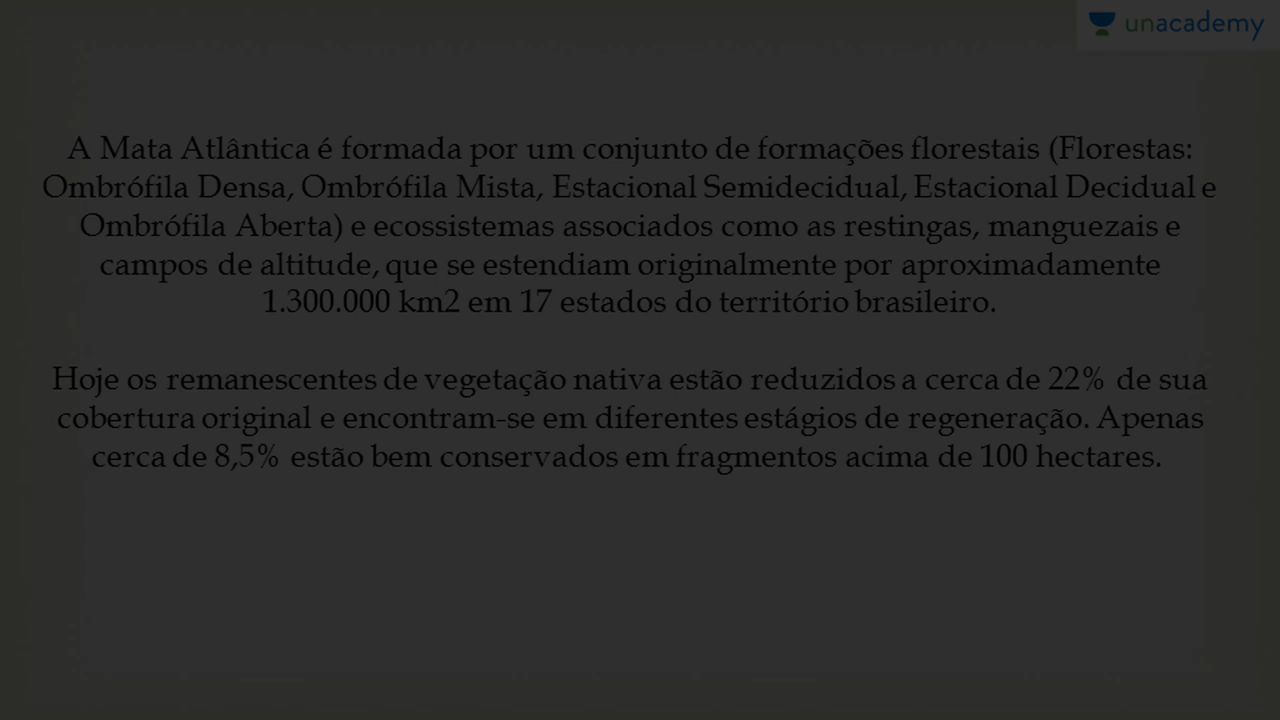 unacademy
A Mata Atlântica é formada por um conjunto de formações florestais (Florestas:
Ombrófila Densa, Ombrófila Mista, Estacional Semidecidual, Estacional Decidual e
Ombrófila Aberta) e ecossistemas associados como as restingas, manguezais e
campos de altitude, que se estendiam originalmente por aproximadamente
1.300.000 km2 em 17 estados do território brasileiro.
Hoje os remanescentes de vegetação nativa estão reduzidos a cerca de 22% de sua
cobertura original e encontram-se em diferentes estágios de regeneração. Apenas
cerca de 8,5% estão bem conservados em fragmentos acima de 100 hectares.